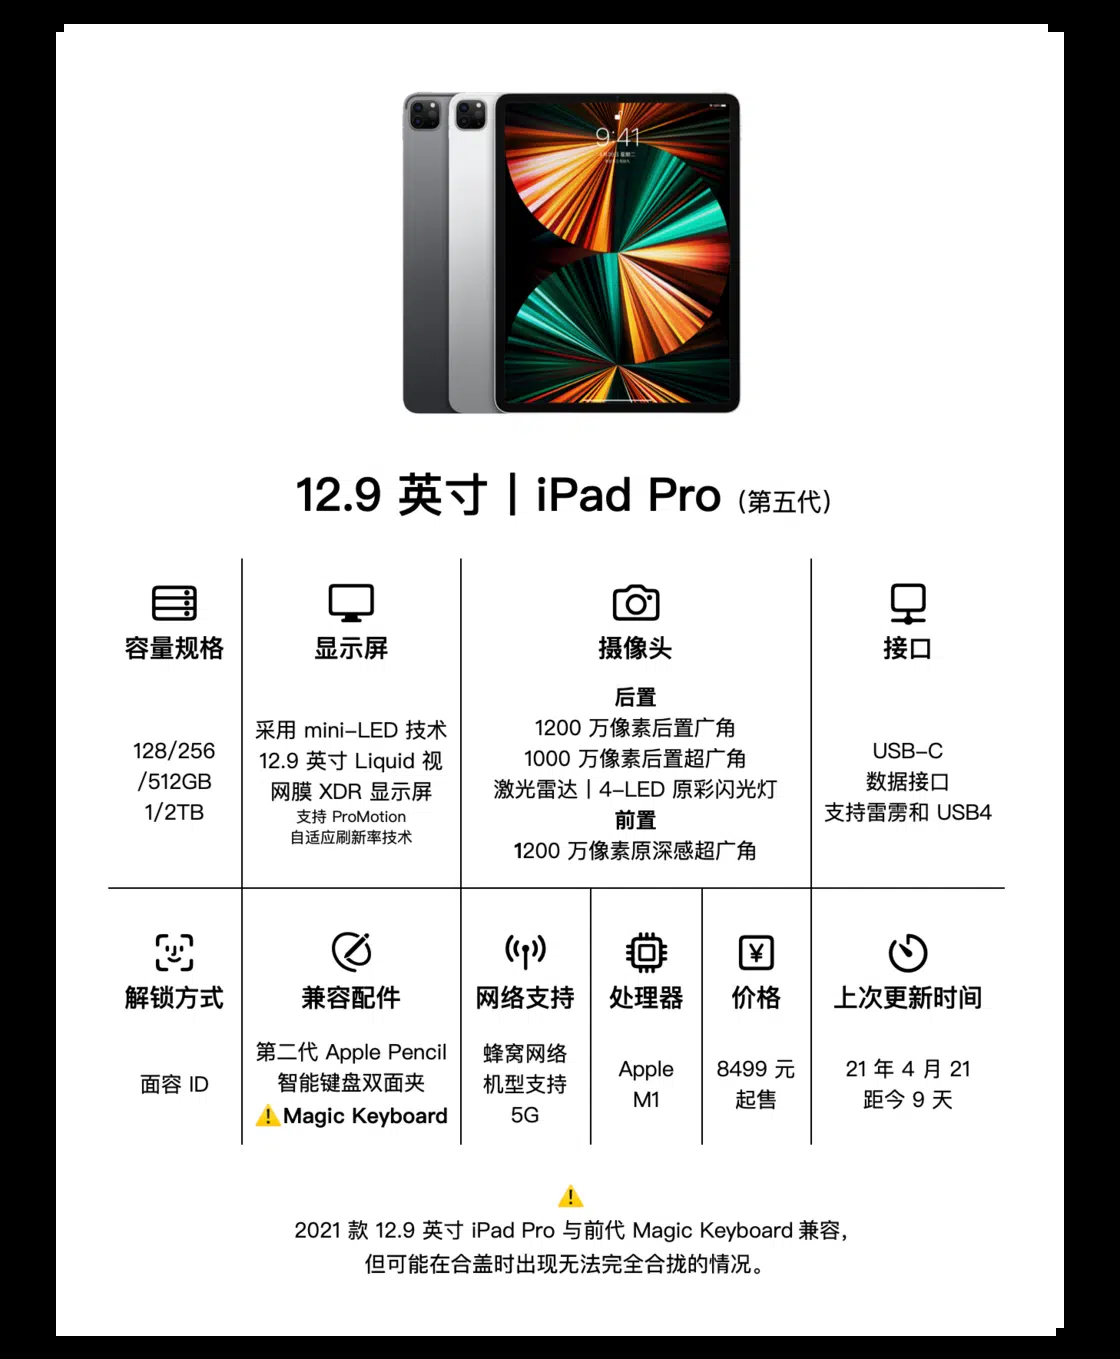 9:41
12.9 英寸 | iPad Pro（第五代）
容量规格
128/256
/512GB
1/2TB
显示屏
采用 mini-LED 技术
12.9 英寸 Liquid 视
网膜 XDR 显示屏
支持 ProMotion
自适应刷新率技术
摄像头
后置
1200 万像素后置广角
1000 万像素后置超广角
激光雷达 | 4-LED 原彩闪光灯
前置
1200 万像素原深感超广角
接口
USB-C
数据接口
支持雷雳和 USB4
解锁方式
面容 ID
兼容配件
第二代 Apple Pencil
智能键盘双面夹
⚠️Magic Keyboard
网络支持
蜂窝网络
机型支持
5G
处理器
Apple
M1
¥
价格
8499 元
起售
上次更新时间
21 年 4 月 21
距今 9 天
⚠️
2021 款 12.9 英寸 iPad Pro 与前代 Magic Keyboard 兼容，
但可能在合盖时出现无法完全合拢的情况。